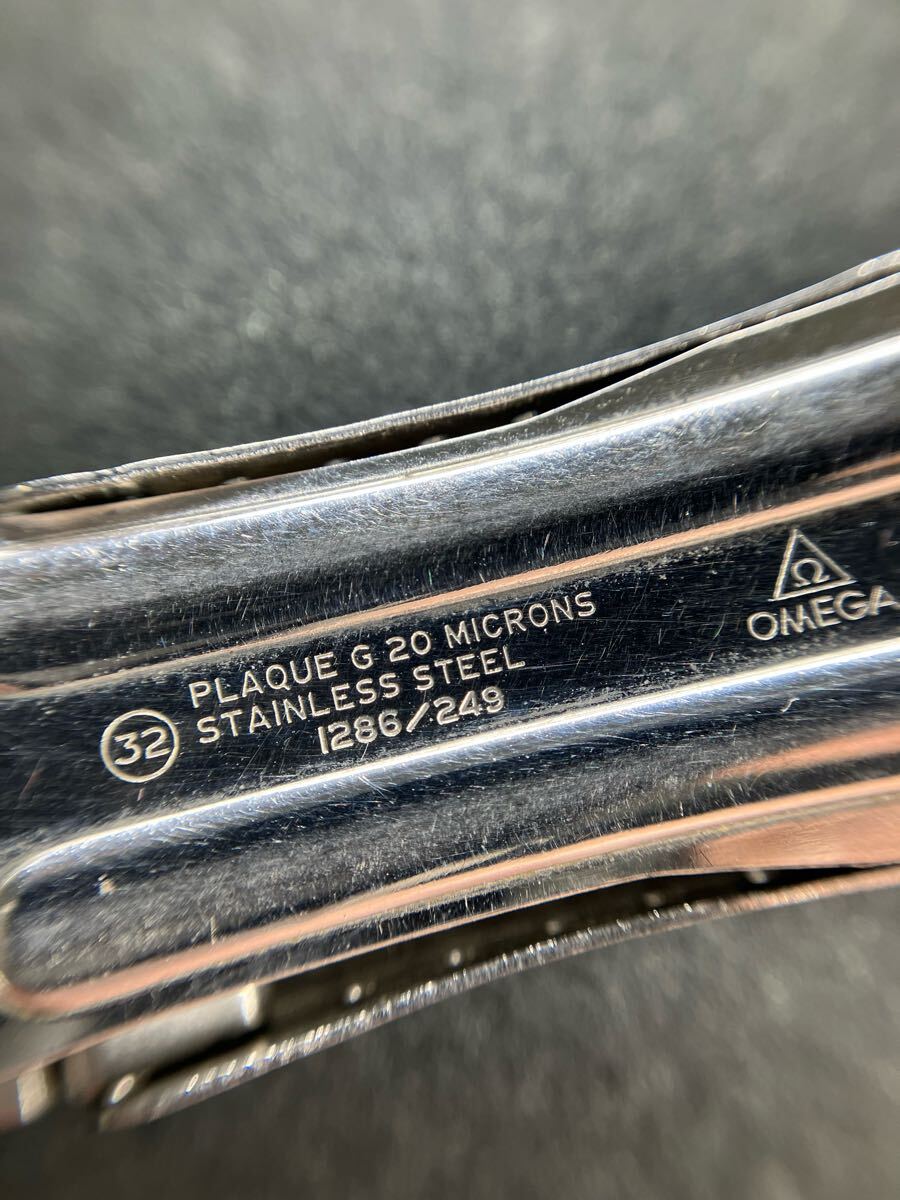 32
PLAQUE G 20 MICRONS
STAINLESS STEEL
1286/249
Ω
OMEGA